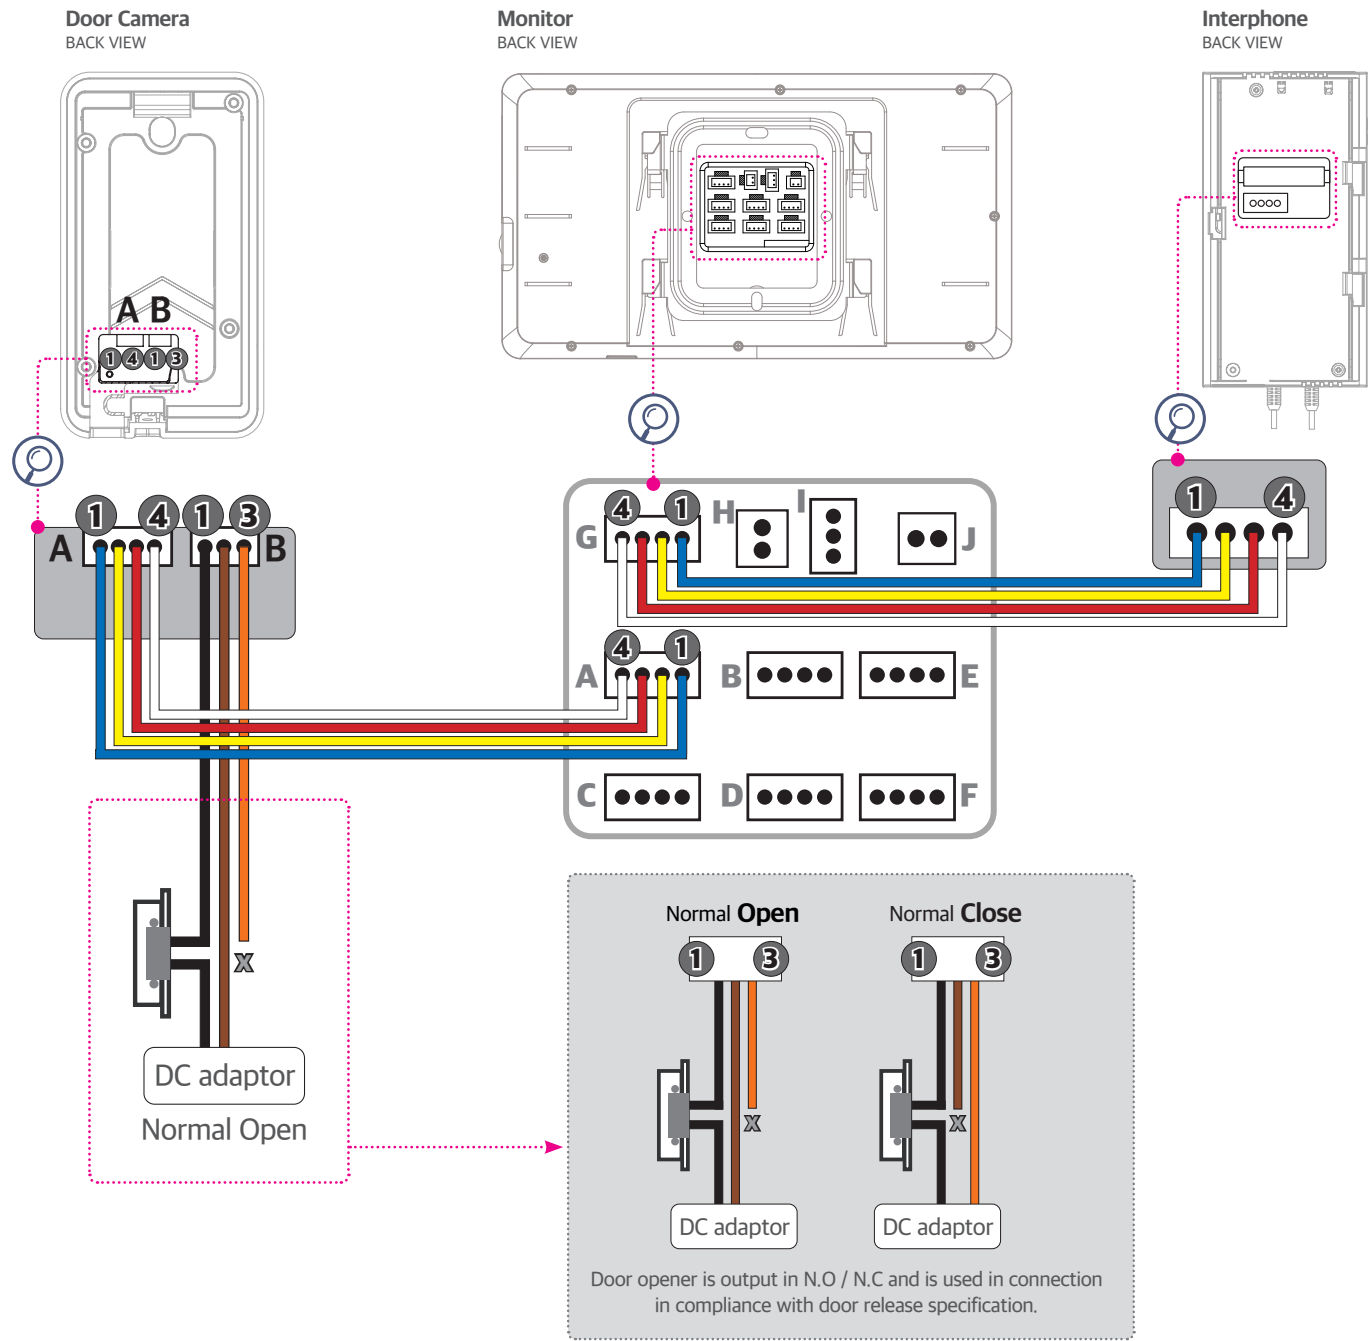 Door Camera
BACK VIEW
Monitor
BACK VIEW
Interphone
BACK VIEW
A B
1 4 1 3
1 4 1 3
A B
4 1
G H I J
1 4
4 1
A B E
C D F
X
DC adaptor
Normal Open
Normal Open
Normal Close
1 3
1 3
X
X
DC adaptor
DC adaptor
Door opener is output in N.O / N.C and is used in connection
in compliance with door release specification.